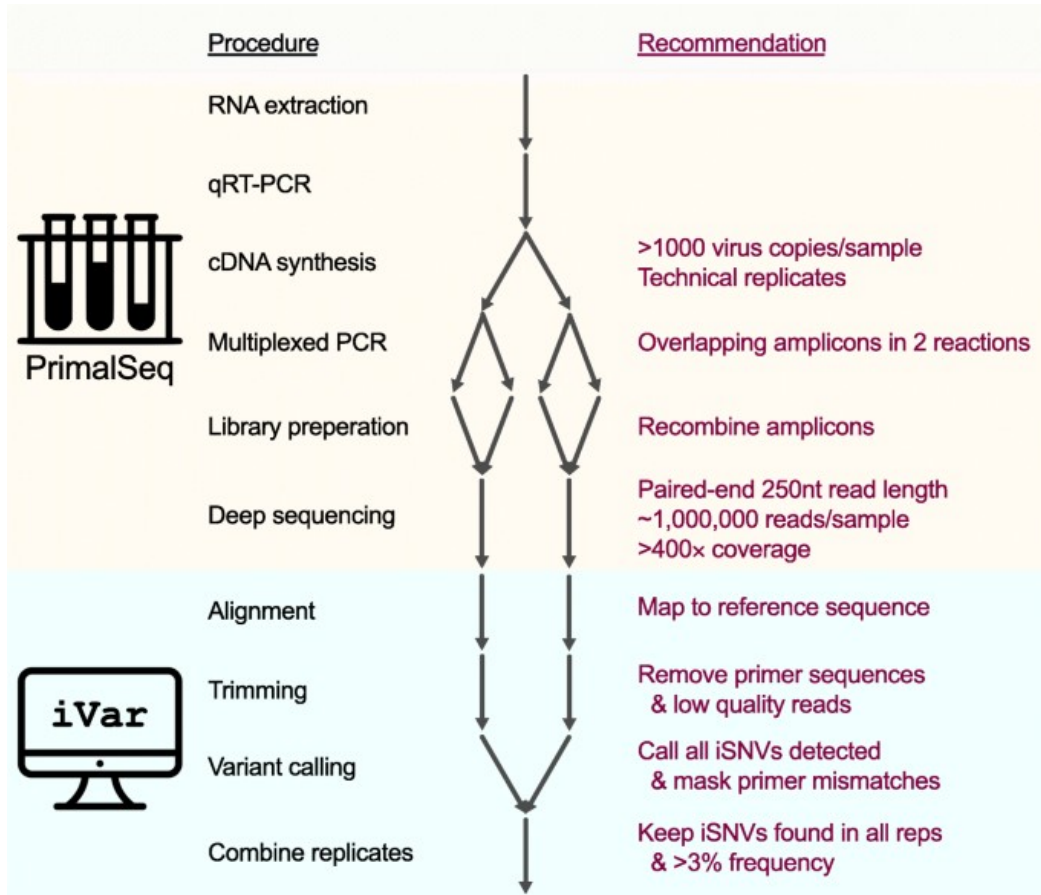 Procedure Recommendation
RNA extraction
qRT-PCR
cDNA synthesis
>1000 virus copies/sample
Technical replicates
PrimalSeq
Multiplexed PCR
Overlapping amplicons in 2 reactions
Library preperation
Recombine amplicons
Deep sequencing
Paired-end 250nt read length
~1,000,000 reads/sample
>400× coverage
Alignment
Map to reference sequence
iVar
Trimming
Remove primer sequences
& low quality reads
Variant calling
Call all iSNVs detected
& mask primer mismatches
Combine replicates
Keep iSNVs found in all reps
& >3% frequency